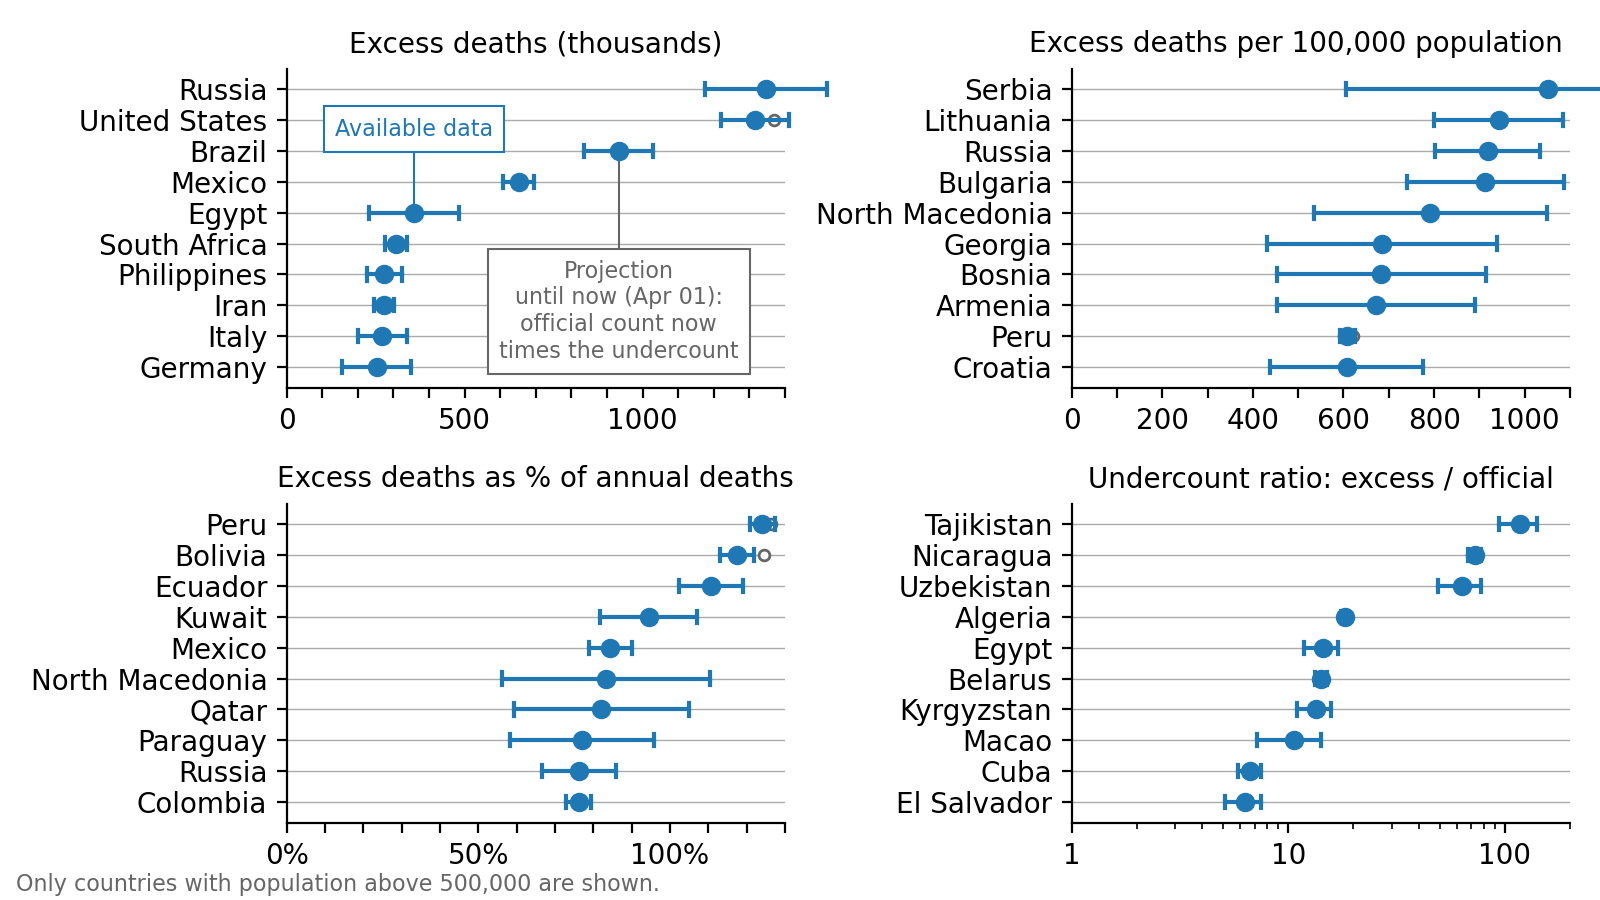 Excess deaths (thousands)
Russia
United States
Brazil
Mexico
Egypt
South Africa
Philippines
Iran
Italy
Germany
Available data
Projection
until now (Apr 01):
official count now
times the undercount
0 500 1000
Excess deaths per 100,000 population
Serbia
Lithuania
Russia
Bulgaria
North Macedonia
Georgia
Bosnia
Armenia
Peru
Croatia
0 200 400 600 800 1000
Excess deaths as % of annual deaths
Peru
Bolivia
Ecuador
Kuwait
Mexico
North Macedonia
Qatar
Paraguay
Russia
Colombia
0% 50% 100%
Undercount ratio: excess / official
Tajikistan
Nicaragua
Uzbekistan
Algeria
Egypt
Belarus
Kyrgyzstan
Macao
Cuba
El Salvador
1 10 100
Only countries with population above 500,000 are shown.